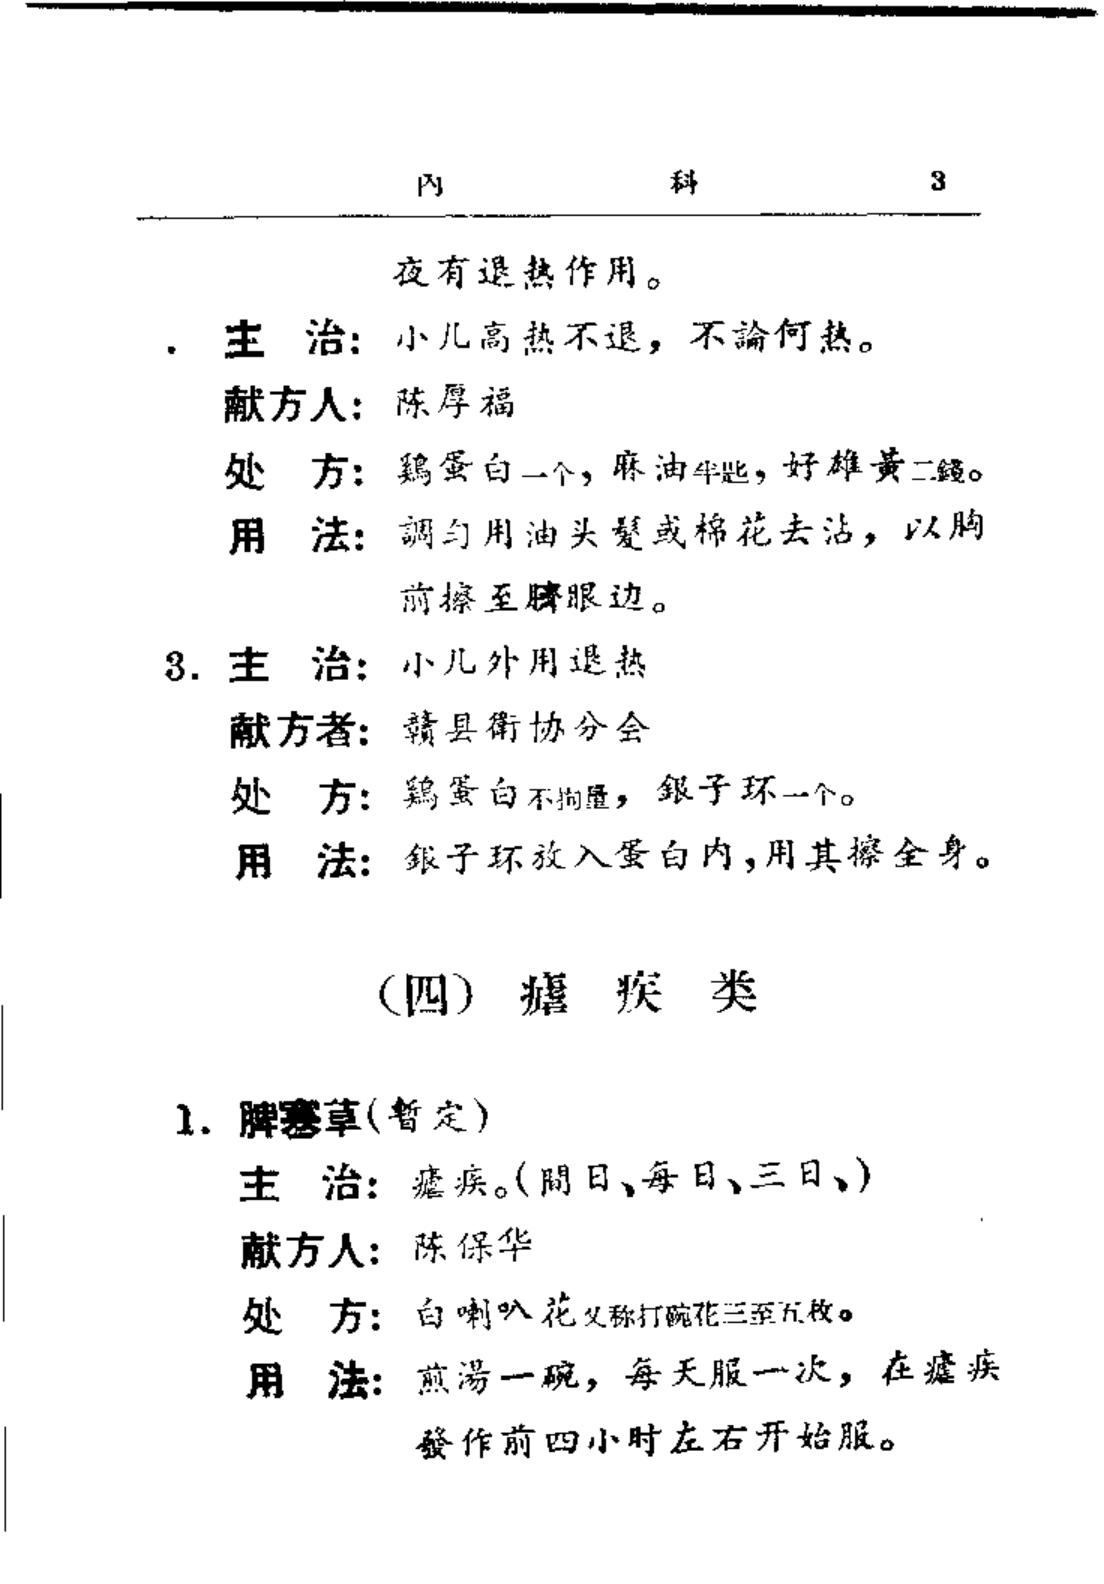 內　科　3
夜有退热作用。
. 主　治：小儿高热不退，不論何热。
献方人：陈厚福
处　方：鷄蛋白一个，麻油半匙，好雄黃二錢。
用　法：調匀用油头髮或棉花去沾，以胸
前擦至臍眼边。
3. 主　治：小儿外用退热
献方者：贛县衛协分会
处　方：鷄蛋白不拘量，銀子环一个。
用　法：銀子环放入蛋白内，用其擦全身。
（四）瘧疾类
1. 脾寒草（暫定）
主　治：瘧疾。（間日、每日、三日、）
献方人：陈保华
处　方：白喇叭花又称打碗花三至五枚。
用　法：煎湯一碗，每天服一次，在瘧疾
發作前四小时左右开始服。